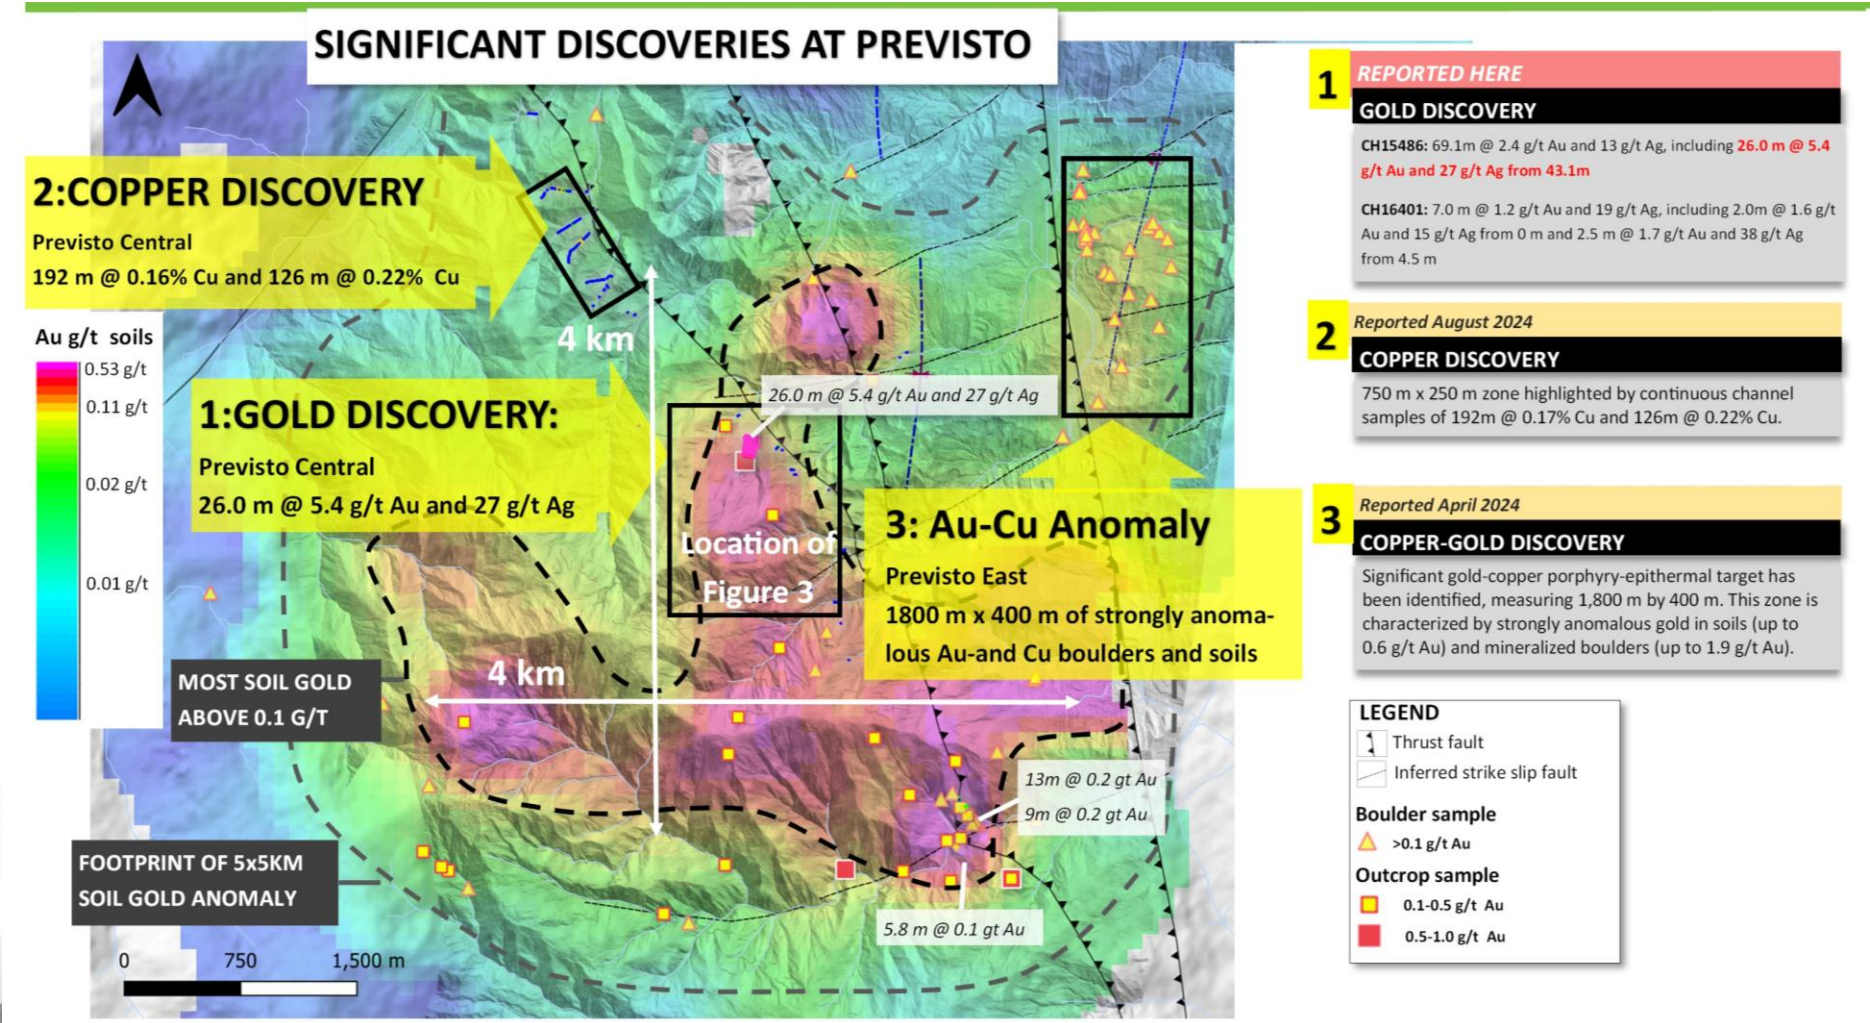 SIGNIFICANT DISCOVERIES AT PREVISTO
2:COPPER DISCOVERY
Previsto Central
192 m @ 0.16% Cu and 126 m @ 0.22% Cu
Au g/t soils
0.53 g/t
0.11 g/t
0.02 g/t
0.01 g/t
4 km
1:GOLD DISCOVERY:
Previsto Central
26.0 m @ 5.4 g/t Au and 27 g/t Ag
26.0 m @ 5.4 g/t Au and 27 g/t Ag
Location of
Figure 3
3: Au-Cu Anomaly
Previsto East
1800 m x 400 m of strongly anoma-
lous Au-and Cu boulders and soils
4 km
MOST SOIL GOLD
ABOVE 0.1 G/T
13m @ 0.2 gt Au
9m @ 0.2 gt Au
FOOTPRINT OF 5x5KM
SOIL GOLD ANOMALY
5.8 m @ 0.1 gt Au
0 750 1,500 m
1
REPORTED HERE
GOLD DISCOVERY
CH15486: 69.1m @ 2.4 g/t Au and 13 g/t Ag, including 26.0 m @ 5.4
g/t Au and 27 g/t Ag from 43.1m
CH16401: 7.0 m @ 1.2 g/t Au and 19 g/t Ag, including 2.0m @ 1.6 g/t
Au and 15 g/t Ag from 0 m and 2.5 m @ 1.7 g/t Au and 38 g/t Ag
from 4.5 m
2
Reported August 2024
COPPER DISCOVERY
750 m x 250 m zone highlighted by continuous channel
samples of 192m @ 0.17% Cu and 126m @ 0.22% Cu.
3
Reported April 2024
COPPER-GOLD DISCOVERY
Significant gold-copper porphyry-epithermal target has
been identified, measuring 1,800 m by 400 m. This zone is
characterized by strongly anomalous gold in soils (up to
0.6 g/t Au) and mineralized boulders (up to 1.9 g/t Au).
LEGEND
Thrust fault
Inferred strike slip fault
Boulder sample
>0.1 g/t Au
Outcrop sample
0.1-0.5 g/t Au
0.5-1.0 g/t Au